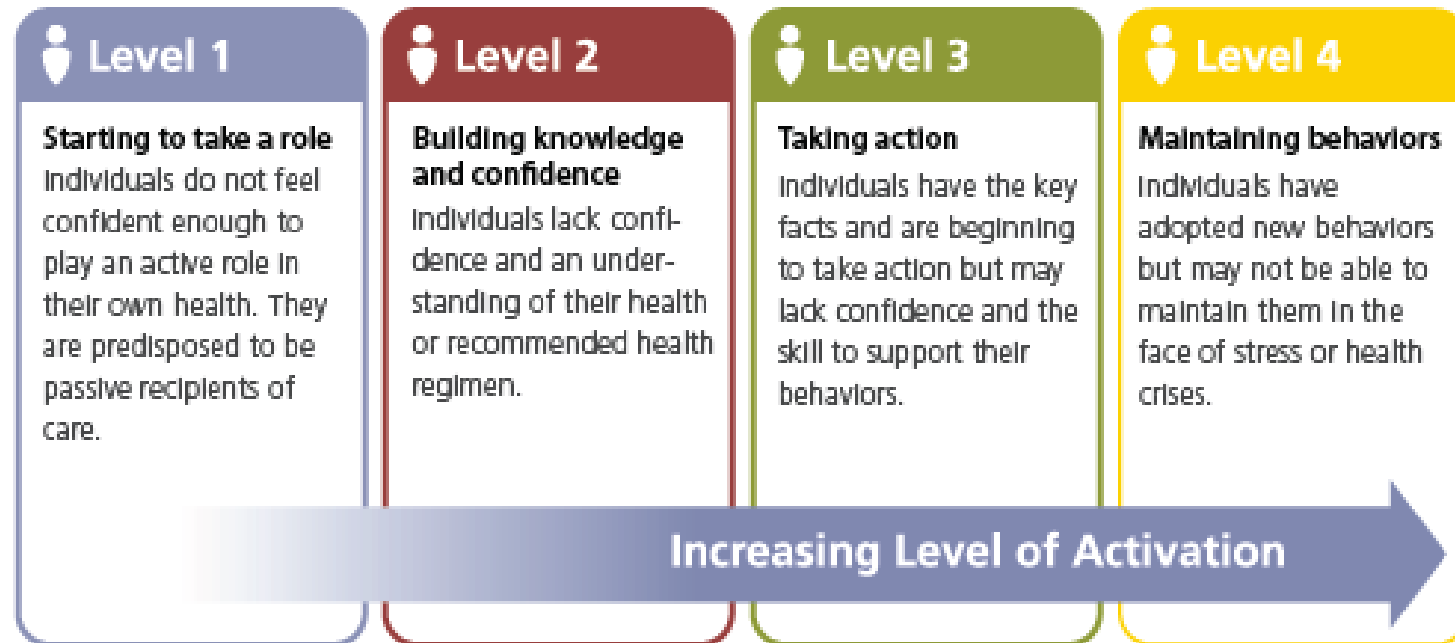 Level 1
Starting to take a role
Individuals do not feel
confident enough to
play an active role in
their own health. They
are predisposed to be
passive recipients of
care.
Level 2
Building knowledge
and confidence
Individuals lack confi-
dence and an under-
standing of their health
or recommended health
regimen.
Level 3
Taking action
Individuals have the key
facts and are beginning
to take action but may
lack confidence and the
skill to support their
behaviors.
Level 4
Maintaining behaviors
Individuals have
adopted new behaviors
but may not be able to
maintain them in the
face of stress or health
crises.
Increasing Level of Activation